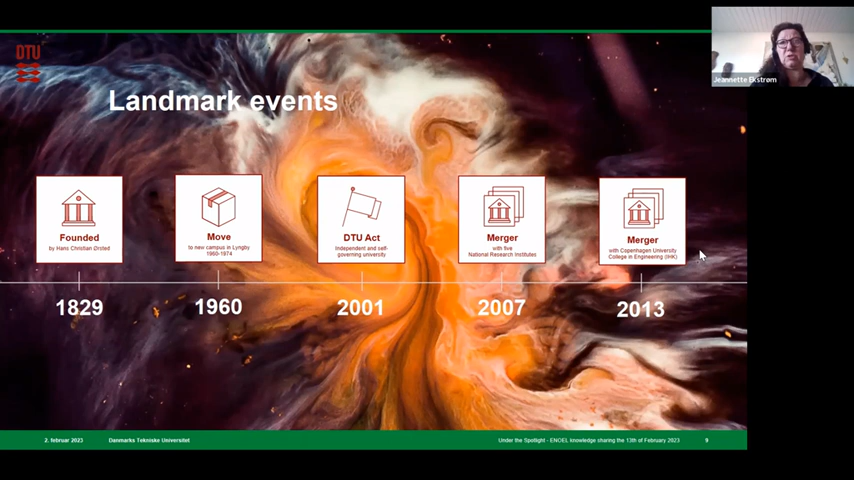 DTU
Jeannette Ekstrøm
Landmark events
Founded
by Hans Christian Ørsted
Move
to new campus in Lyngby
1960-1974
DTU Act
Independent and self-
governing university
Merger
with five
National Research Institutes
Merger
with Copenhagen University
College in Engineering (IHK)
1829
1960
2001
2007
2013
2. februar 2023
Danmarks Tekniske Universitet
Under the Spotlight - ENOEL knowledge sharing the 13th of February 2023
9